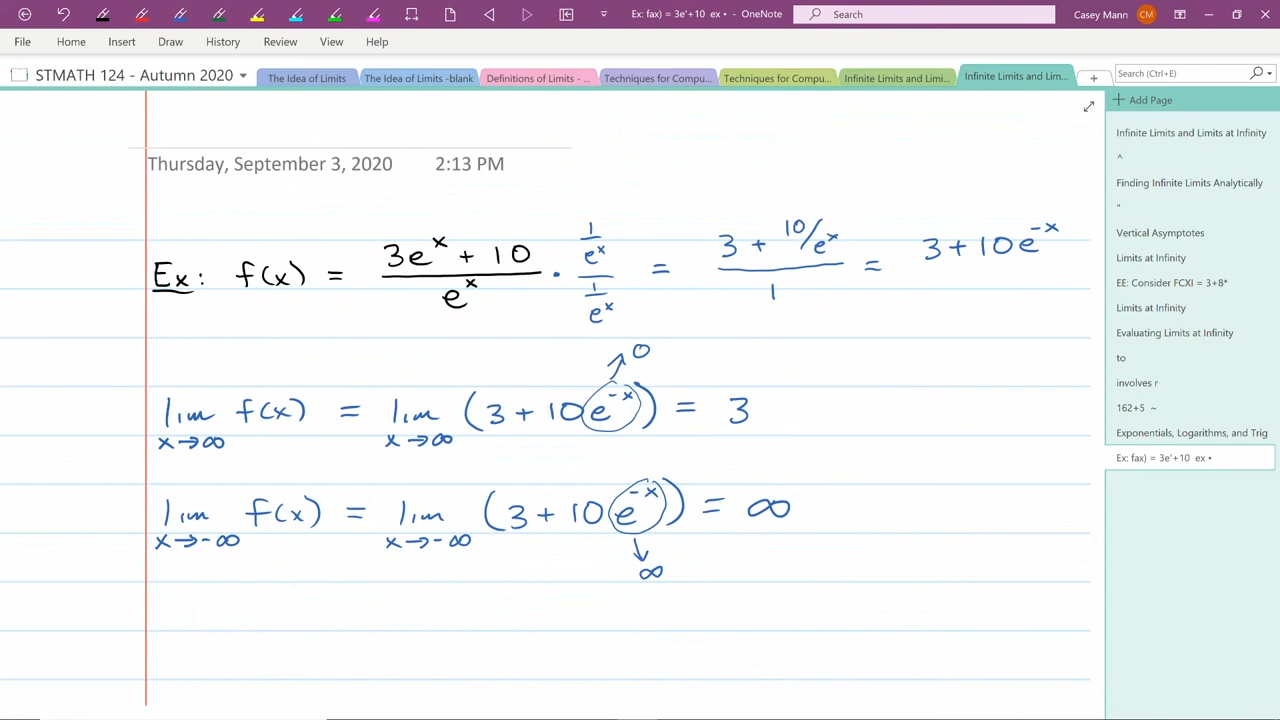 Ex: fax) = 3e'+10 ex • - OneNote
Search
Casey Mann CM
File Home Insert Draw History Review View Help
STMATH 124 - Autumn 2020
The Idea of Limits
The Idea of Limits -blank
Definitions of Limits - ...
Techniques for Compu...
Techniques for Compu...
Infinite Limits and Limi...
Infinite Limits and Lim...
+
Search (Ctrl+E)
Thursday, September 3, 2020 2:13 PM
Ex: f(x) = (3e^x + 10)/(e^x) · (1/e^x)/(1/e^x) = (3 + 10/e^x)/1 = 3 + 10e^-x
↗ 0
lim x→∞ f(x) = lim x→∞ (3 + 10e^-x) = 3
lim x→-∞ f(x) = lim x→-∞ (3 + 10e^-x) = ∞
↘ ∞
+ Add Page
Infinite Limits and Limits at Infinity
^
Finding Infinite Limits Analytically
"
Vertical Asymptotes
Limits at Infinity
EE: Consider FCXI = 3+8*
Limits at Infinity
Evaluating Limits at Infinity
to
involves r
162+5 ~
Exponentials, Logarithms, and Trig
Ex: fax) = 3e'+10 ex •